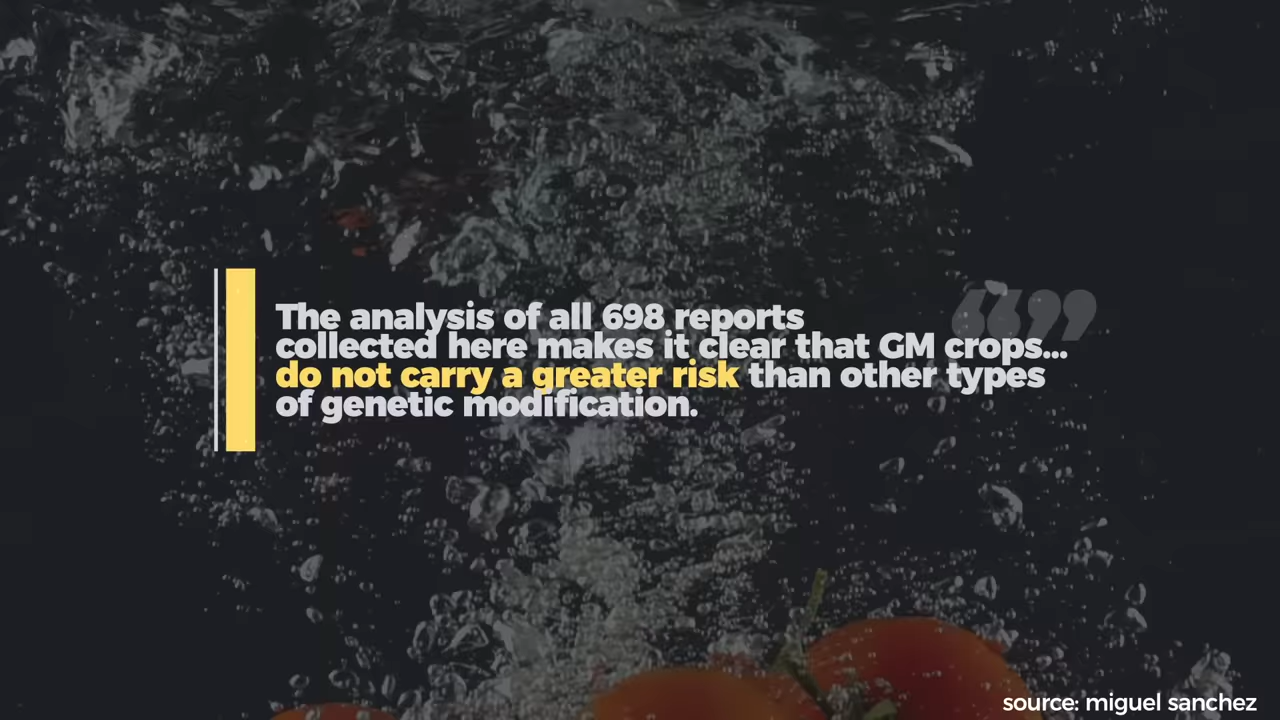 The analysis of all 698 reports
collected here makes it clear that GM crops...
do not carry a greater risk than other types
of genetic modification.
source: miguel sanchez